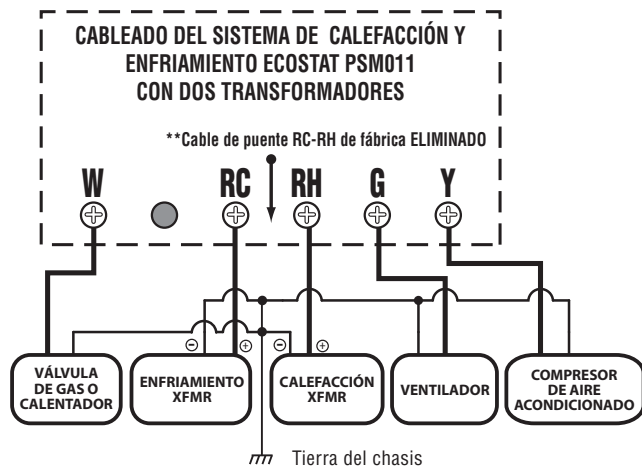 CABLEADO DEL SISTEMA DE CALEFACCIÓN Y
ENFRIAMIENTO ECOSTAT PSM011
CON DOS TRANSFORMADORES
**Cable de puente RC-RH de fábrica ELIMINADO
W RC RH G Y
⊖ ⊕ ⊖ ⊕
VÁLVULA
DE GAS O
CALENTADOR
ENFRIAMIENTO
XFMR
CALEFACCIÓN
XFMR
VENTILADOR
COMPRESOR
DE AIRE
ACONDICIONADO
Tierra del chasis